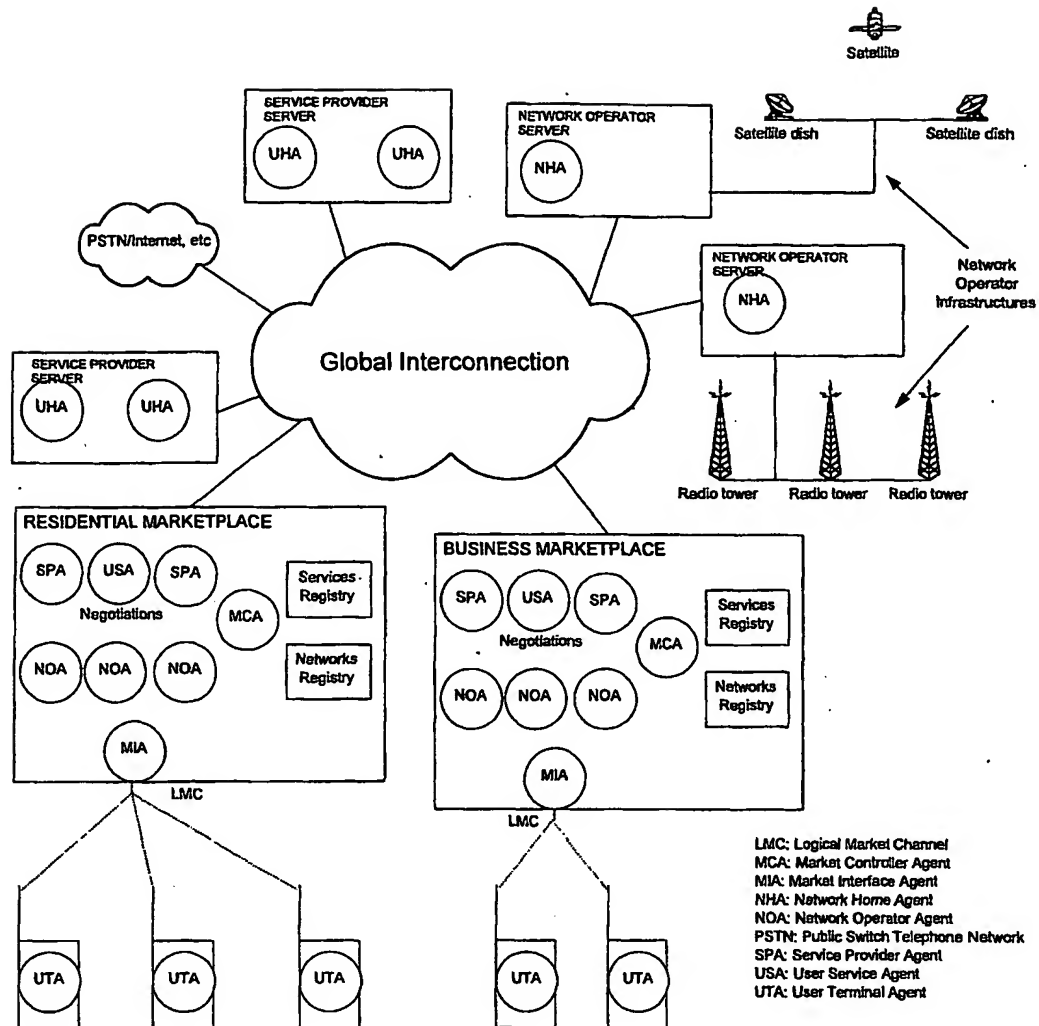 Satellite
Satellite dish
Satellite dish
SERVICE PROVIDER
SERVER
UHA
UHA
NETWORK OPERATOR
SERVER
NHA
PSTN/Internet, etc
NETWORK OPERATOR
SERVER
NHA
Network
Operator
Infrastructures
Global Interconnection
SERVICE PROVIDER
SERVER
UHA
UHA
Radio tower
Radio tower
Radio tower
RESIDENTIAL MARKETPLACE
SPA
USA
SPA
Negotiations
MCA
Services
Registry
NOA
NOA
NOA
Networks
Registry
MIA
LMC
BUSINESS MARKETPLACE
SPA
USA
SPA
Negotiations
MCA
Services
Registry
NOA
NOA
NOA
Networks
Registry
MIA
LMC
UTA
UTA
UTA
UTA
UTA
LMC: Logical Market Channel
MCA: Market Controller Agent
MIA: Market Interface Agent
NHA: Network Home Agent
NOA: Network Operator Agent
PSTN: Public Switch Telephone Network
SPA: Service Provider Agent
USA: User Service Agent
UTA: User Terminal Agent